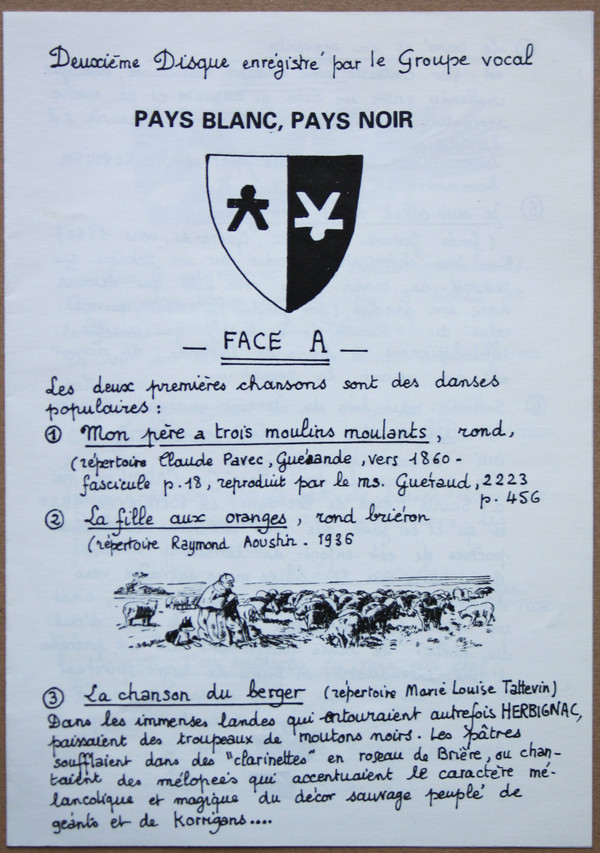 Deuxième Disque enrégistré par le Groupe vocal
PAYS BLANC, PAYS NOIR
— FACE A —
Les deux premières chansons sont des danses
populaires :
① Mon père a trois moulins moulants, rond,
(répertoire Claude Pavec, Guérande, vers 1860 -
fascicule p.18, reproduit par le ms. Guéraud, 2223
p. 456
② La fille aux oranges, rond briéron
(répertoire Raymond Aoustin - 1936
③ La chanson du berger (répertoire Marie Louise Tattevin)
Dans les immenses landes qui entouraient autrefois HERBIGNAC,
paissaient des troupeaux de moutons noirs. Les pâtres
soufflaient dans des "clarinettes" en roseau de Brière, ou chan-
taient des mélopées qui accentuaient le caractère mé-
lancolique et magique du décor sauvage peuplé de
géants et de Korrigans....